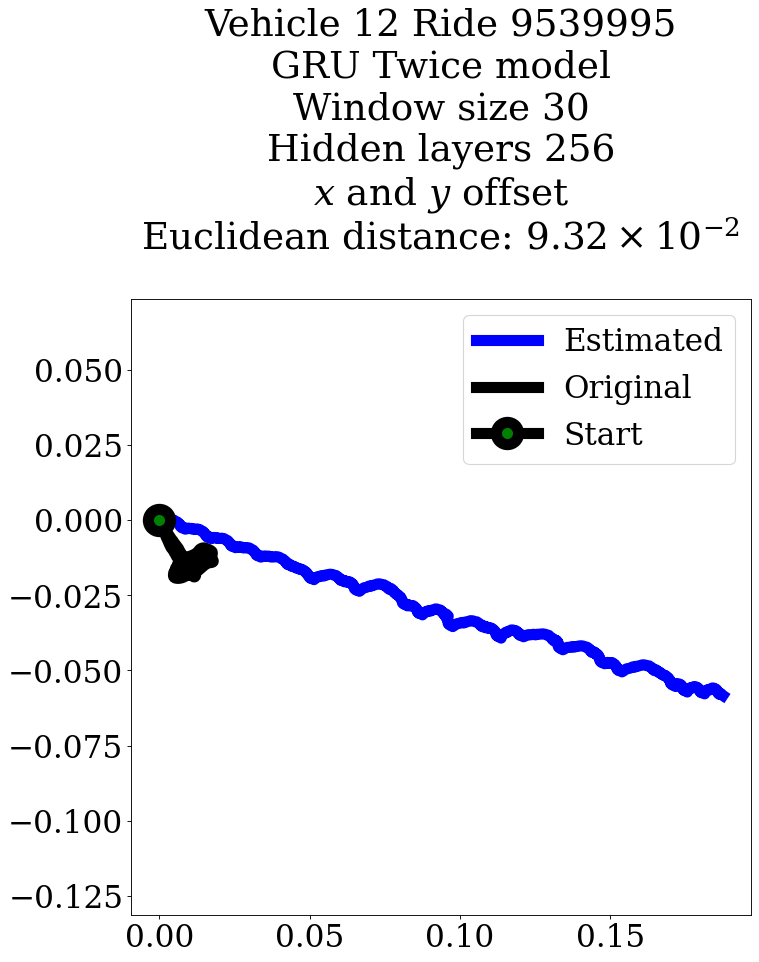 Vehicle 12 Ride 9539995
GRU Twice model
Window size 30
Hidden layers 256
x and y offset
Euclidean distance: 9.32 × 10⁻²
Estimated
Original
Start
0.050
0.025
0.000
−0.025
−0.050
−0.075
−0.100
−0.125
0.00 0.05 0.10 0.15